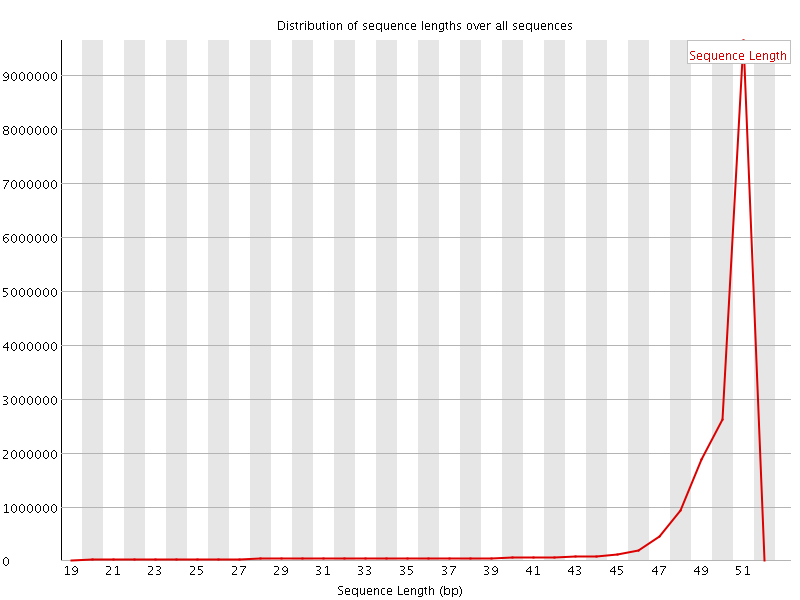 Distribution of sequence lengths over all sequences
Sequence Length
9000000
8000000
7000000
6000000
5000000
4000000
3000000
2000000
1000000
0
19 21 23 25 27 29 31 33 35 37 39 41 43 45 47 49 51
Sequence Length (bp)